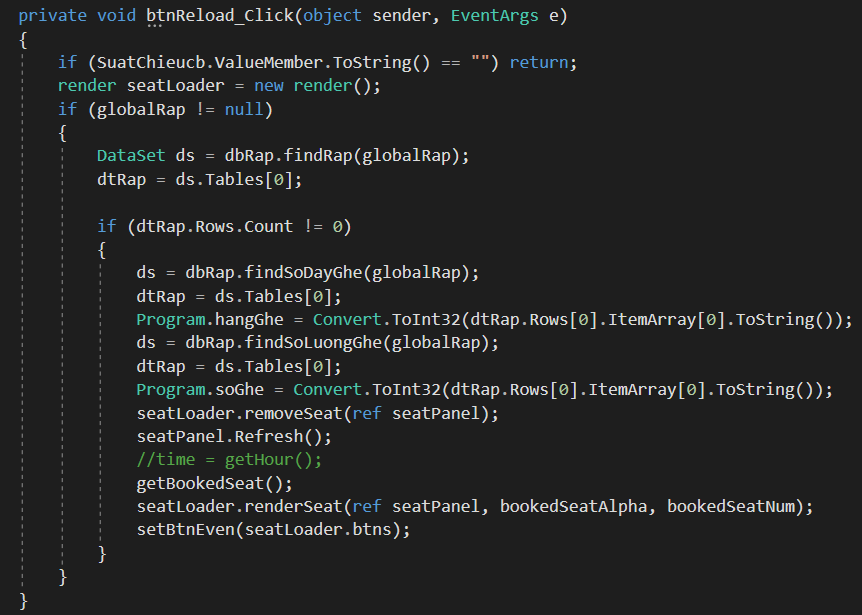 private void btnReload_Click(object sender, EventArgs e)
{
if (SuatChieucb.ValueMember.ToString() == "") return;
render seatLoader = new render();
if (globalRap != null)
{
DataSet ds = dbRap.findRap(globalRap);
dtRap = ds.Tables[0];
if (dtRap.Rows.Count != 0)
{
ds = dbRap.findSoDayGhe(globalRap);
dtRap = ds.Tables[0];
Program.hangGhe = Convert.ToInt32(dtRap.Rows[0].ItemArray[0].ToString());
ds = dbRap.findSoLuongGhe(globalRap);
dtRap = ds.Tables[0];
Program.soGhe = Convert.ToInt32(dtRap.Rows[0].ItemArray[0].ToString());
seatLoader.removeSeat(ref seatPanel);
seatPanel.Refresh();
//time = getHour();
getBookedSeat();
seatLoader.renderSeat(ref seatPanel, bookedSeatAlpha, bookedSeatNum);
setBtnEven(seatLoader.btns);
}
}
}